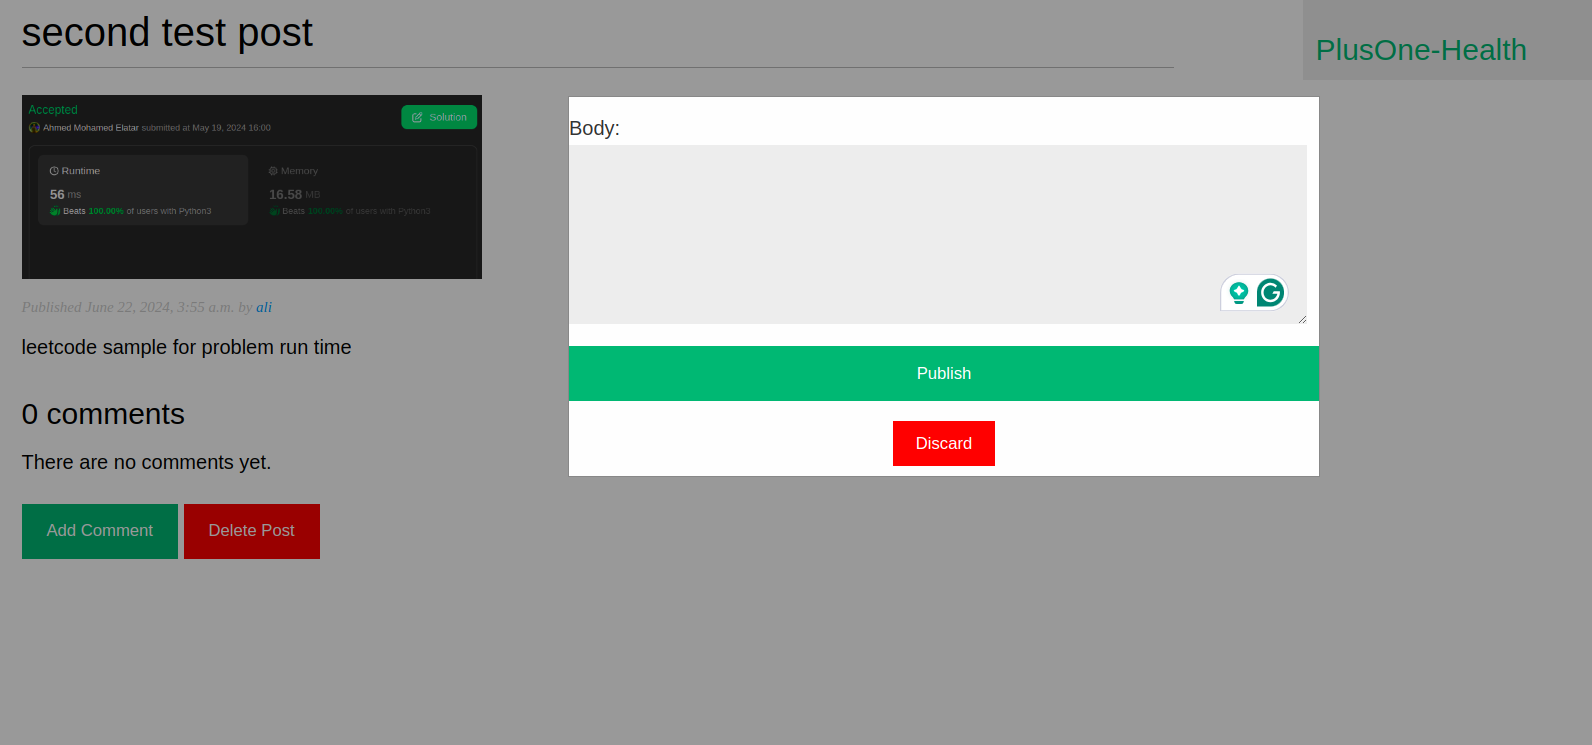 second test post
PlusOne-Health
Accepted
Ahmed Mohamed Elatar submitted at May 19, 2024 16:00
Solution
Runtime
56 ms
Beats 100.00% of users with Python3
Memory
16.58 MB
Beats 100.00% of users with Python3
Published June 22, 2024, 3:55 a.m. by ali
leetcode sample for problem run time
0 comments
There are no comments yet.
Add Comment
Delete Post
Body:
Publish
Discard